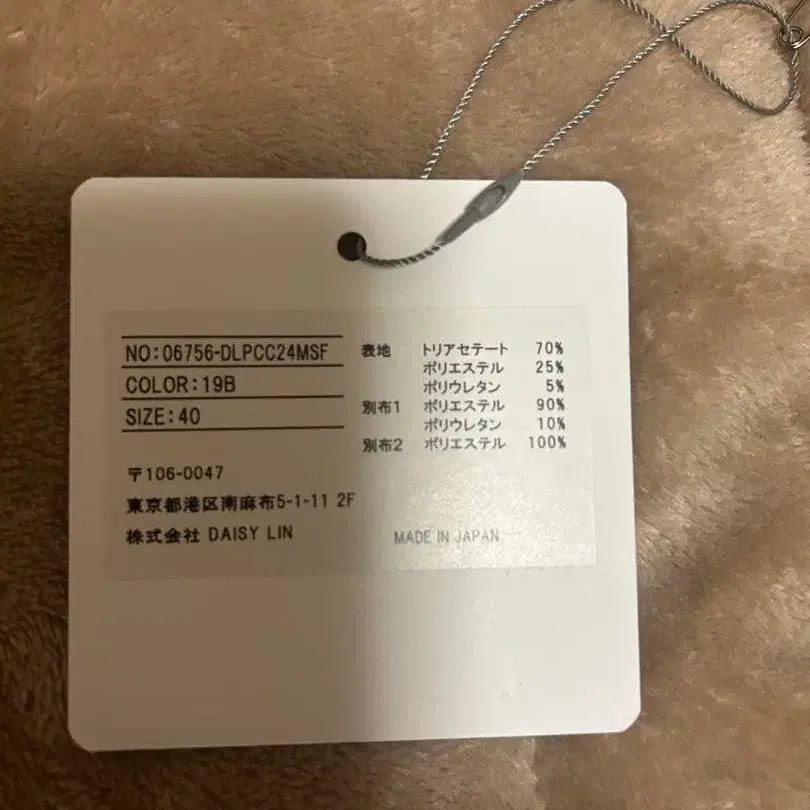 NO:06756-DLPCC24MSF
COLOR:19B
SIZE:40
表地 トリアセテート 70%
ポリエステル 25%
ポリウレタン 5%
別布1 ポリエステル 90%
ポリウレタン 10%
別布2 ポリエステル 100%
〒106-0047
東京都港区南麻布5-1-11 2F
株式会社 DAISY LIN
MADE IN JAPAN